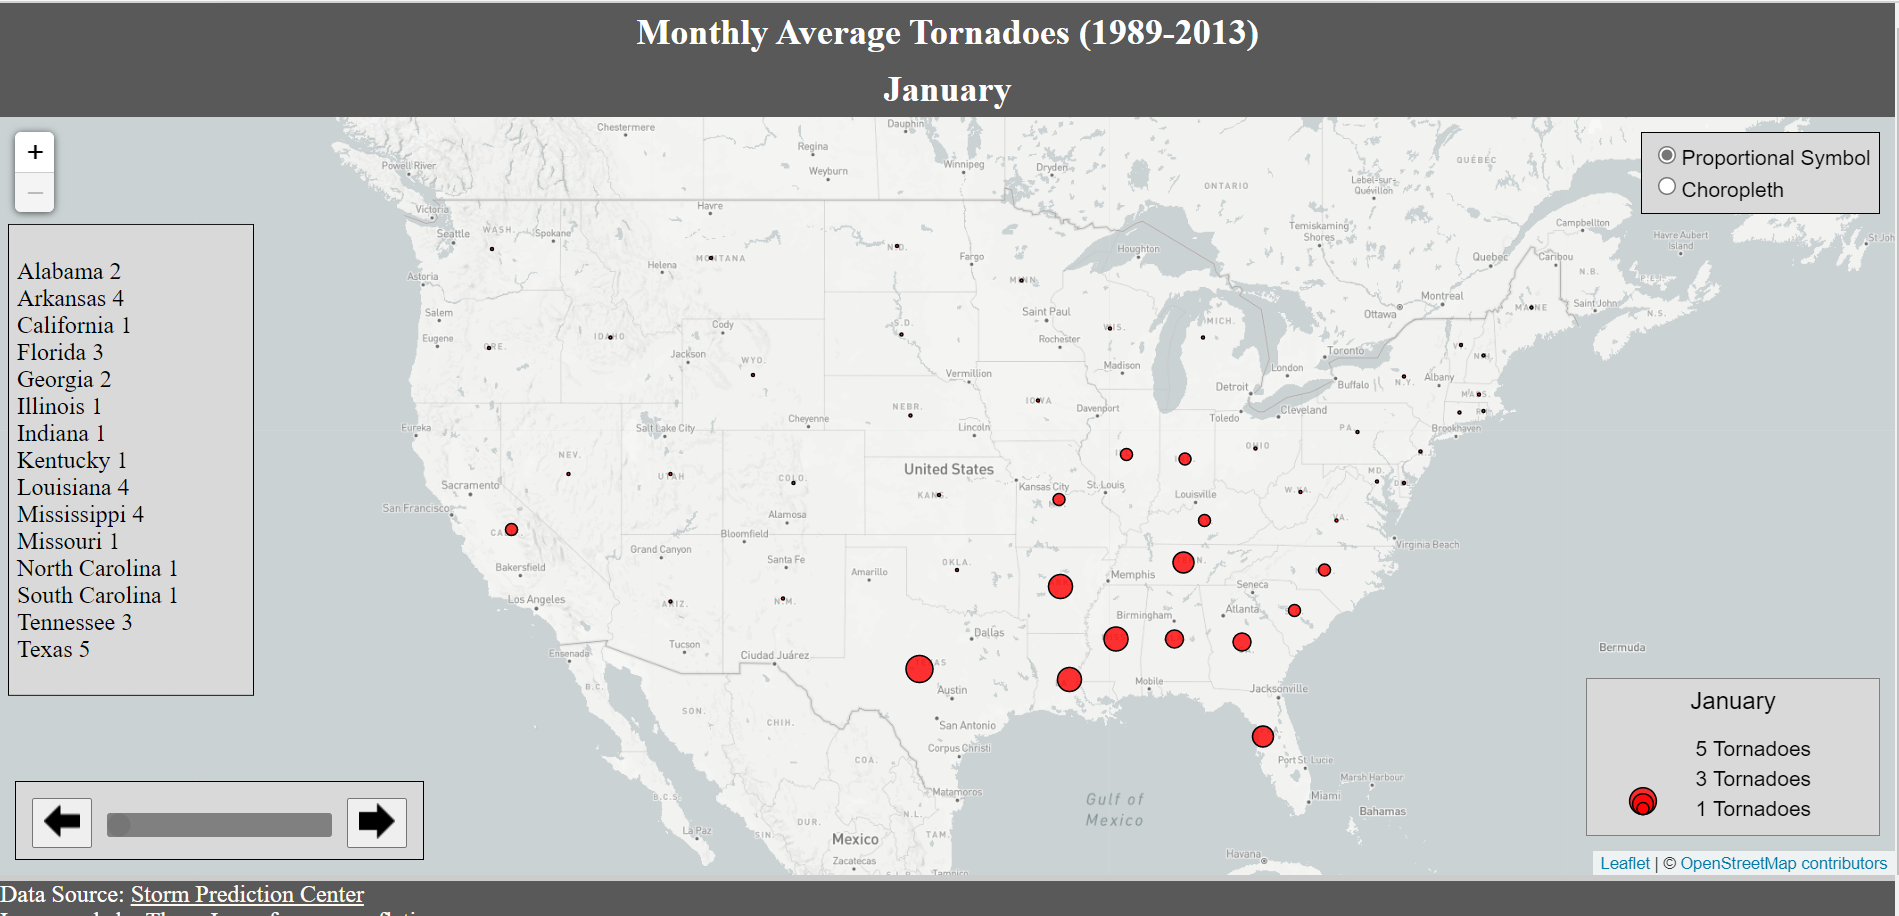 Monthly Average Tornadoes (1989-2013)
January
+
−
Proportional Symbol
Choropleth
Alabama 2
Arkansas 4
California 1
Florida 3
Georgia 2
Illinois 1
Indiana 1
Kentucky 1
Louisiana 4
Mississippi 4
Missouri 1
North Carolina 1
South Carolina 1
Tennessee 3
Texas 5
Chestermere
Dauphin
Regina
Winnipeg
Dryden
QUÉBEC
Powell River
Weyburn
ONTARIO
Lebel-sur-
Quévillon
Victoria
Havre
Temiskaming
Shores
Campbellton
Havre Aubert
Island
Seattle
WASH.
Spokane
Houghton
Fargo
Quebec
Caribou
Helena
MONTANA
N.B.
P.E.I.
Astoria
Montreal
MAINE
Saint John
N.S.
Salem
Cody
Saint Paul
Ottawa
Eugene
IDAHO
S.D.
WIS.
MICH.
ORE.
Jackson
WYO.
Rochester
Toronto
Vermillion
Madison
London
Detroit
Buffalo
N.Y.
Albany
NEBR.
IOWA
Davenport
Toledo
Cleveland
Eureka
Salt Lake City
Cheyenne
Lincoln
OHIO
PA.
Brookhaven
NEV.
UTAH
COLO.
United States
KANS.
Kansas City
St. Louis
MD.
Sacramento
Louisville
W.VA.
San Francisco
Alamosa
VA.
Bloomfield
Grand Canyon
Virginia Beach
Bakersfield
Santa Fe
Amarillo
OKLA.
Memphis
Seneca
Los Angeles
ARIZ.
N.M.
Birmingham
Atlanta
Dallas
Tucson
Ensenada
Ciudad Juárez
Bermuda
B.C.
Austin
Mobile
Jacksonville
SON.
CHIH.
San Antonio
Corpus Christi
COA.
Port St. Lucie
Marsh Harbour
Matamoros
Gulf of
Mexico
Miami
Bahamas
B.C.S.
N.L.
DUR.
La Paz
SIN.
Mexico
TAM.
Zacatecas
Havana
January
5 Tornadoes
3 Tornadoes
1 Tornadoes
Leaflet | © OpenStreetMap contributors
Data Source: Storm Prediction Center